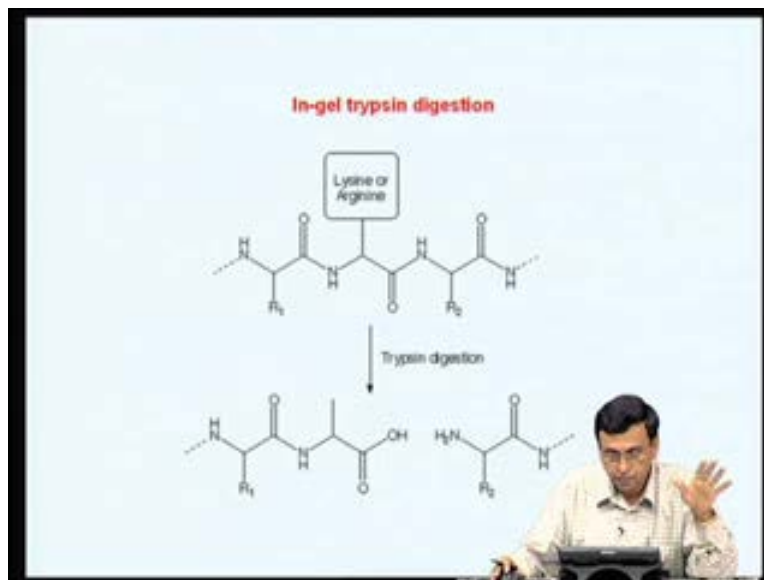 In-gel trypsin digestion
Lysine or
Arginine
O
O
H
N
H
N
N
H
O
N
H
R₁
R₂
Trypsin digestion
O
O
H
N
OH
H₂N
N
H
O
N
H
R₁
R₂